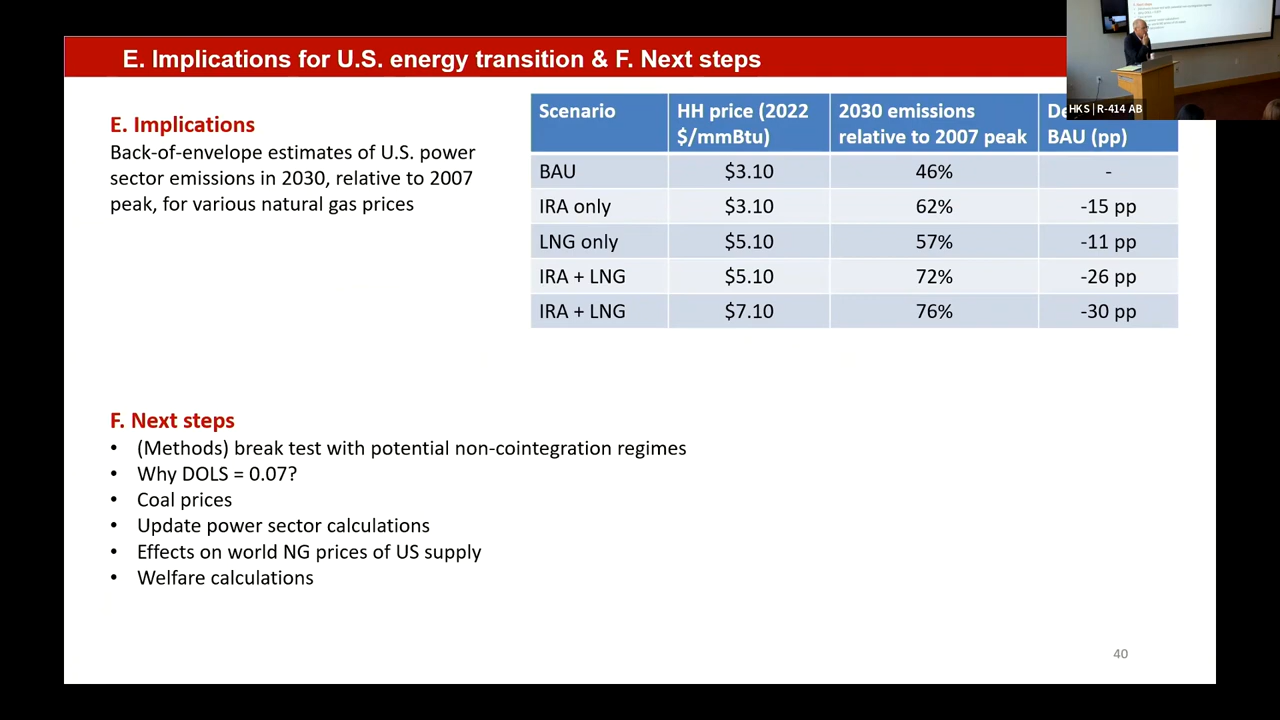 E. Implications for U.S. energy transition & F. Next steps
HKS | R-414 AB
E. Implications
Back-of-envelope estimates of U.S. power
sector emissions in 2030, relative to 2007
peak, for various natural gas prices
Scenario HH price (2022 2030 emissions
$/mmBtu) relative to 2007 peak BAU (pp)
BAU $3.10 46% -
IRA only $3.10 62% -15 pp
LNG only $5.10 57% -11 pp
IRA + LNG $5.10 72% -26 pp
IRA + LNG $7.10 76% -30 pp
F. Next steps
• (Methods) break test with potential non-cointegration regimes
• Why DOLS = 0.07?
• Coal prices
• Update power sector calculations
• Effects on world NG prices of US supply
• Welfare calculations
40